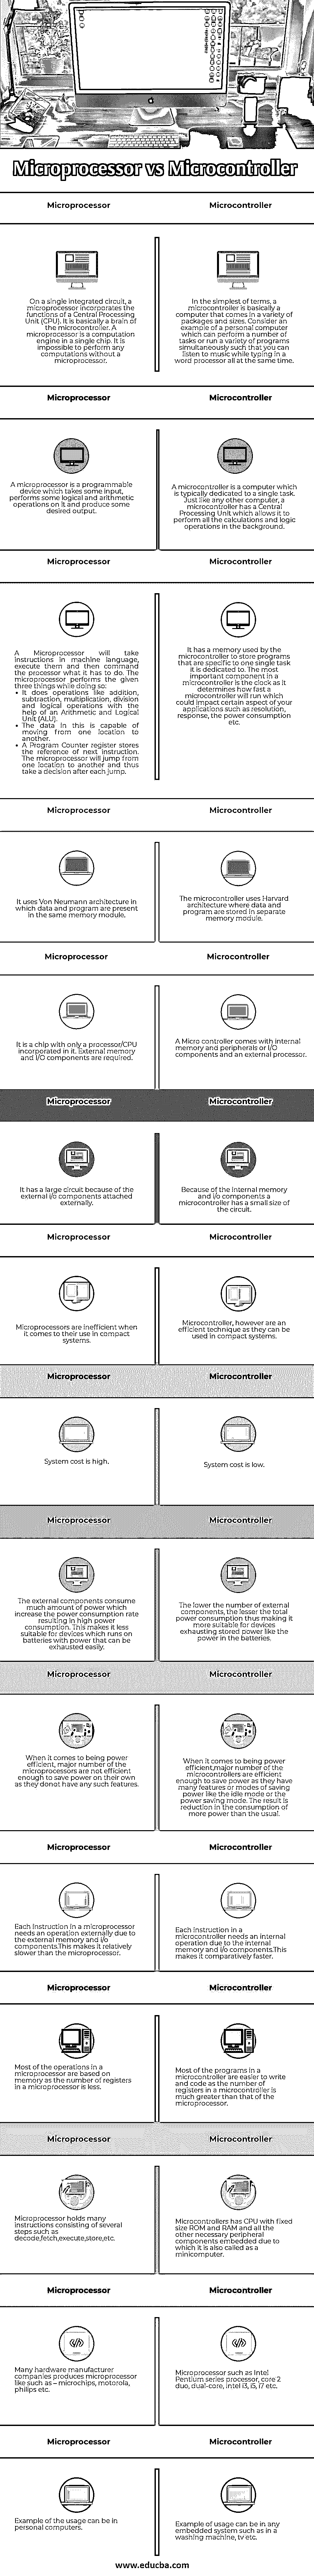 Microprocessor vs Microcontroller
Microprocessor
Microcontroller
On a single integrated circuit, a
microprocessor incorporates the
functions of a Central Processing
Unit (CPU). It is basically a brain of
the microcontroller. A
microprocessor is a computation
engine in a single chip. It is
impossible to perform any
computations without a
microprocessor.
In the simplest of terms, a
microcontroller is basically a
computer that comes in a variety of
packages and sizes. Consider an
example of a personal computer
which can perform a number of
tasks or run a variety of programs
simultaneously such that you can
listen to music while typing in a
word processor all at the same time.
Microprocessor
Microcontroller
A microprocessor is a programmable
device which takes some input,
performs some logical and arithmetic
operations on it and produce some
desired output.
A microcontroller is a computer which
is typically dedicated to a single task.
Just like any other computer, a
microcontroller has a Central
Processing Unit which allows it to
perform all the calculations and logic
operations in the background.
Microprocessor
Microcontroller
A Microprocessor will take
instructions in machine language,
execute them and then command
the processor what has to do. The
microprocessor performs the given
three things while doing so:
• It does operations like addition,
subtraction, multiplication, division
and logical operations with the
help of an Arithmetic and Logical
Unit (ALU).
• The data in this is capable of
moving from one location to
another.
• A Program Counter register stores
the reference of next instruction.
The microprocessor will jump from
one location to another and thus
take a decision after each jump.
It has a memory used by the
microcontroller to store programs
that are specific to one single task
it is dedicated to. The most
important component in a
microcontroller is the clock as it
determines how fast a
microcontroller will run which
could impact certain aspect of your
applications such as resolution,
response, the power consumption
etc.
Microprocessor
Microcontroller
It uses Von Neumann architecture in
which data and program are present
in the same memory module.
The microcontroller uses Harvard
architecture where data and
program are stored in separate
memory module.
Microprocessor
Microcontroller
It is a chip with only a processor/CPU
incorporated in it. External memory
and I/O components are required.
A Micro controller comes with internal
memory and peripherals or I/O
components and an external processor.
Microprocessor
Microcontroller
It has a large circuit because of the
external i/o components attached
externally.
Because of the internal memory
and i/o components a
microcontroller has a small size of
the circuit.
Microprocessor
Microcontroller
Microprocessors are inefficient when
it comes to their use in compact
systems.
Microcontroller, however are an
efficient technique as they can be
used in compact systems.
Microprocessor
Microcontroller
System cost is high.
System cost is low.
Microprocessor
Microcontroller
The external components consume
much amount of power which
increase the power consumption rate
resulting in high power
consumption. This makes it less
suitable for devices which runs on
batteries with power that can be
exhausted easily.
The lower the number of external
components, the lesser the total
power consumption thus making it
more suitable for devices
exhausting stored power like the
power in the batteries.
Microprocessor
Microcontroller
When it comes to being power
efficient, major number of the
microprocessors are not efficient
enough to save power on their own
as they donot have any such features.
When it comes to being power
efficient,major number of the
microcontrollers are efficient
enough to save power as they have
many features or modes of saving
power like the idle mode or the
power saving mode. The result is
reduction in the consumption of
more power than the usual.
Microprocessor
Microcontroller
Each instruction in a microprocessor
needs an operation externally due to
the external memory and i/o
components.This makes it relatively
slower than the microprocessor.
Each instruction in a
microcontroller needs an internal
operation due to the internal
memory and i/o components.This
makes it comparatively faster.
Microprocessor
Microcontroller
Most of the operations in a
microprocessor are based on
memory as the number of registers
in a microprocessor is less.
Most of the programs in a
microcontroller are easier to write
and code as the number of
registers in a microcontroller is
much greater than that of the
microprocessor.
Microprocessor
Microcontroller
Microprocessor holds many
instructions consisting of several
steps such as
decode,fetch,execute,store,etc.
Microcontrollers has CPU with fixed
size ROM and RAM and all the
other necessary peripheral
components embedded due to
which it is also called as a
minicomputer.
Microprocessor
Microcontroller
Many hardware manufacturer
companies produces microprocessor
like such as – microchips, motorola,
philips etc.
Microprocessor such as Intel
Pentium series processor, core 2
duo, dual-core, intel i3, i5, i7 etc.
Microprocessor
Microcontroller
Example of the usage can be in
personal computers.
Example of usage can be in any
embedded system such as in a
washing machine, tv etc.
www.educba.com